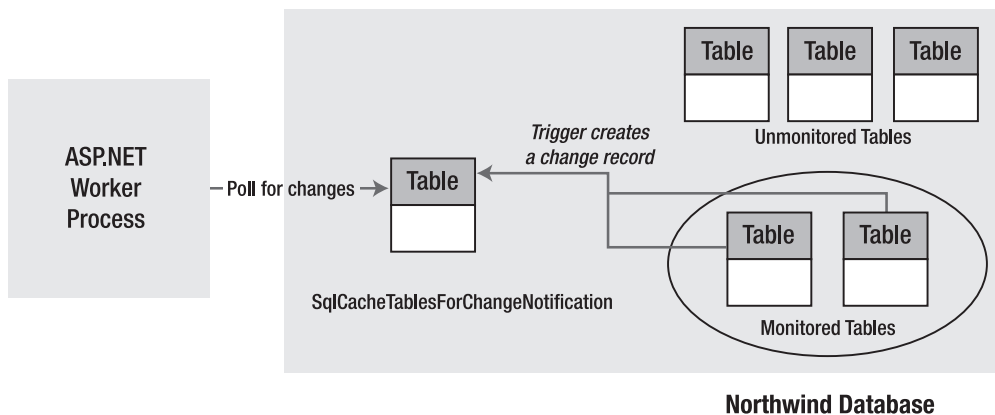 Table
Table
Table
Unmonitored Tables
ASP.NET
Worker
Process
Poll for changes
Trigger creates
a change record
Table
SqlCacheTablesForChangeNotification
Table
Table
Monitored Tables
Northwind Database